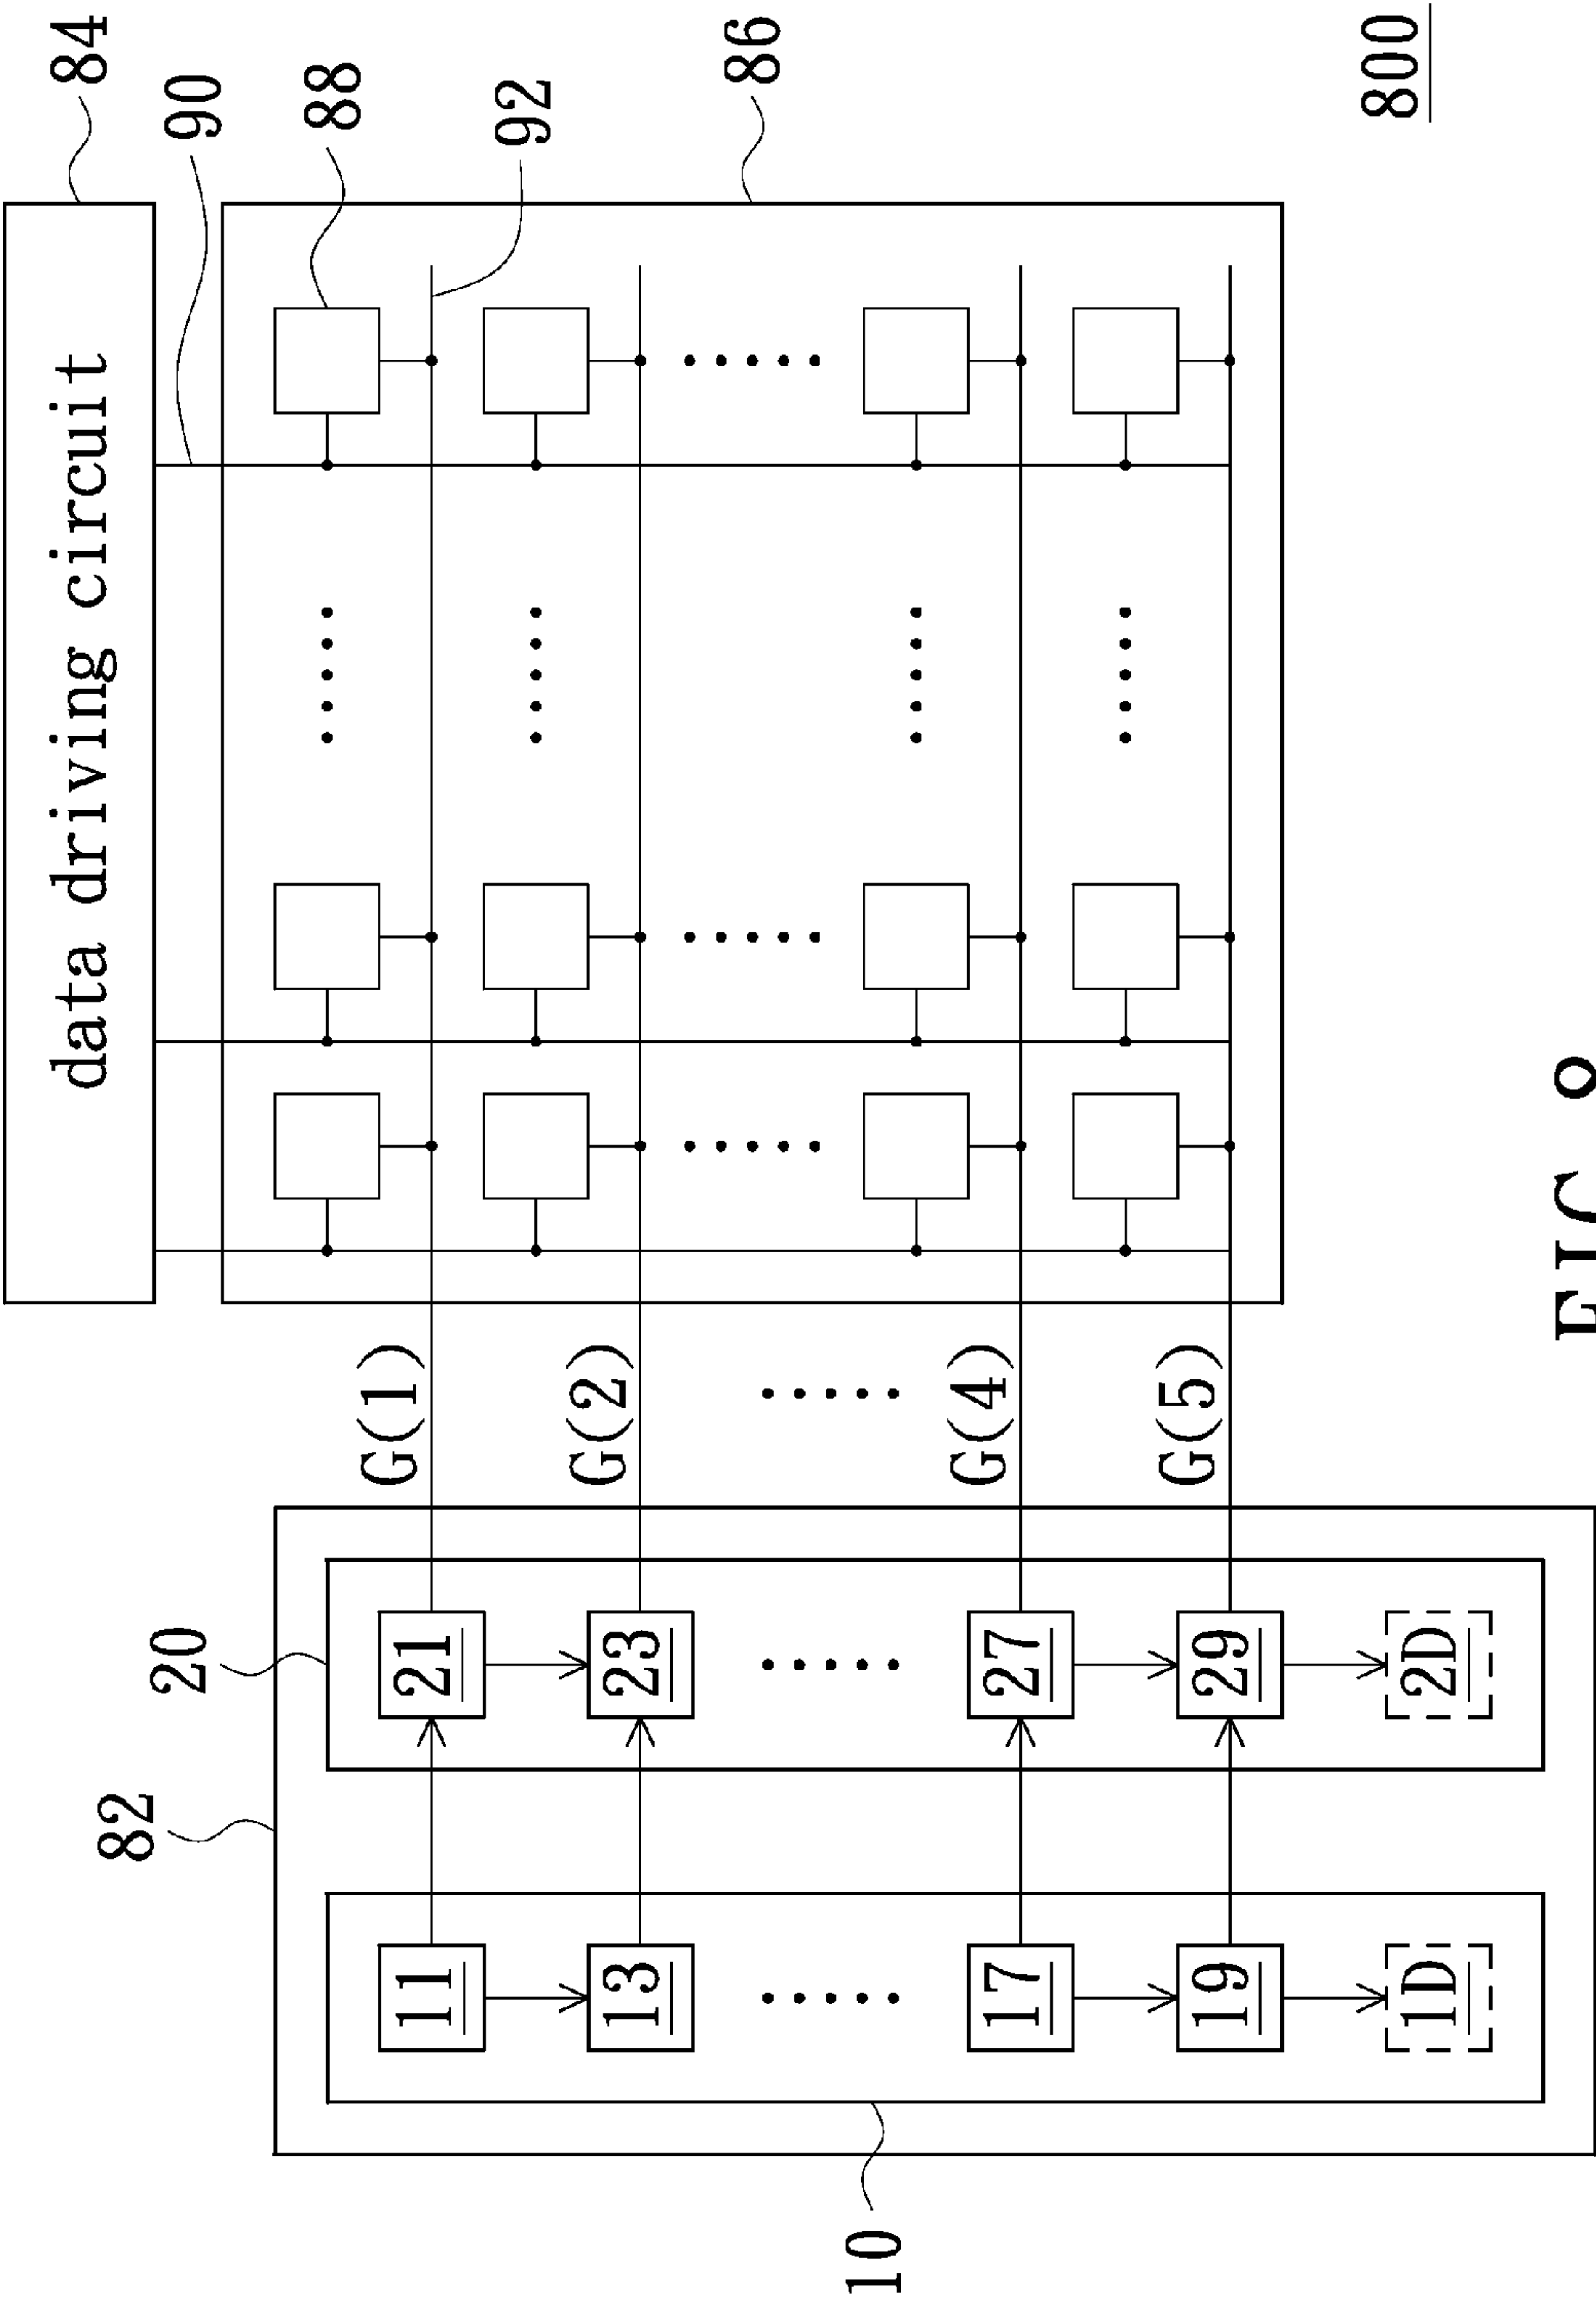 data driving circuit
84
82
20
90
88
11
21
G(1)
92
13
23
G(2)
86
10
17
27
G(4)
19
29
G(5)
1D
2D
800